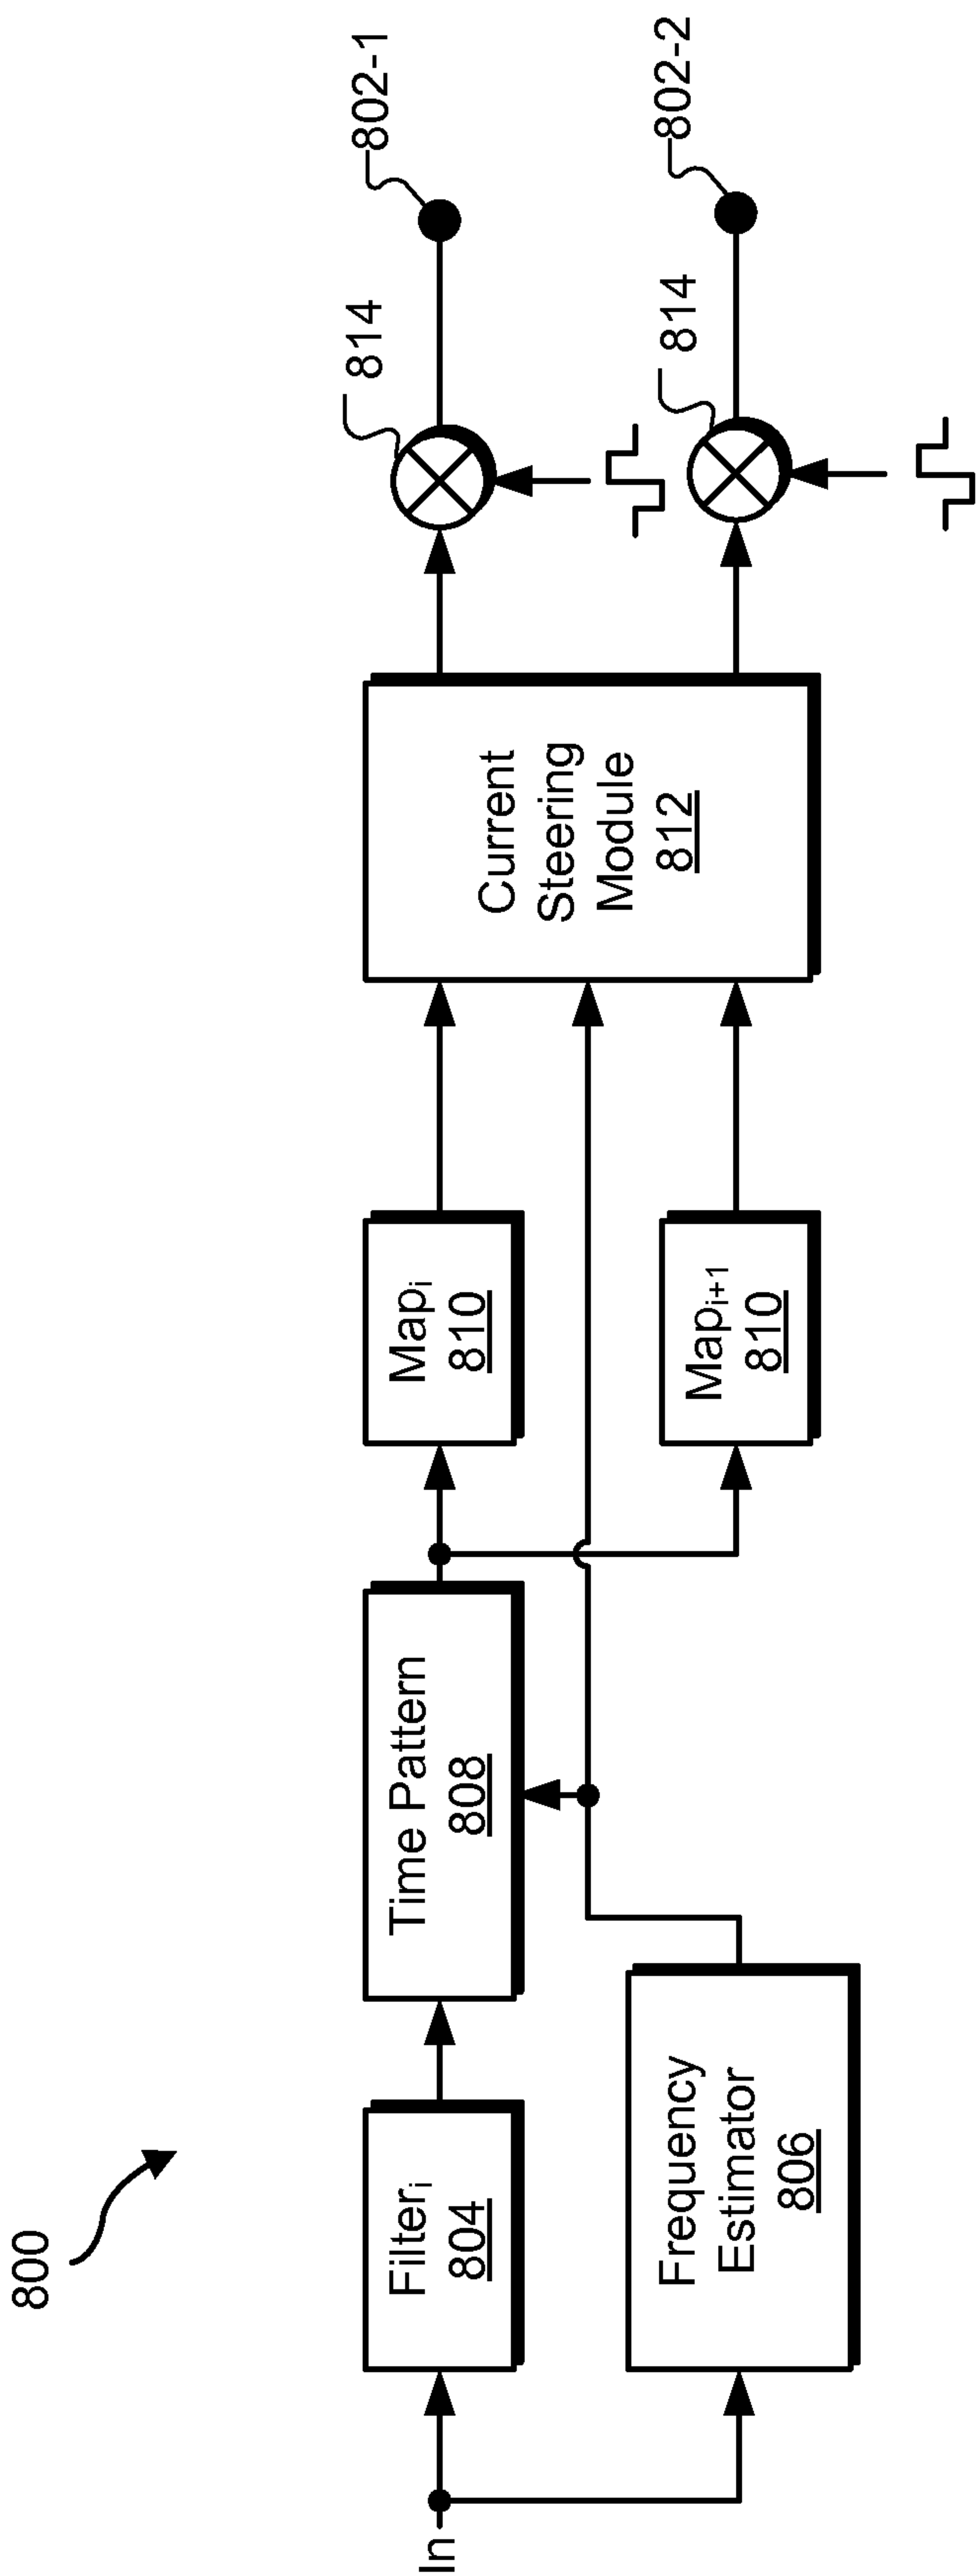 800
In
Filteri
804
Frequency
Estimator
806
Time Pattern
808
Mapi
810
Mapi+1
810
Current
Steering
Module
812
814
802-1
814
802-2